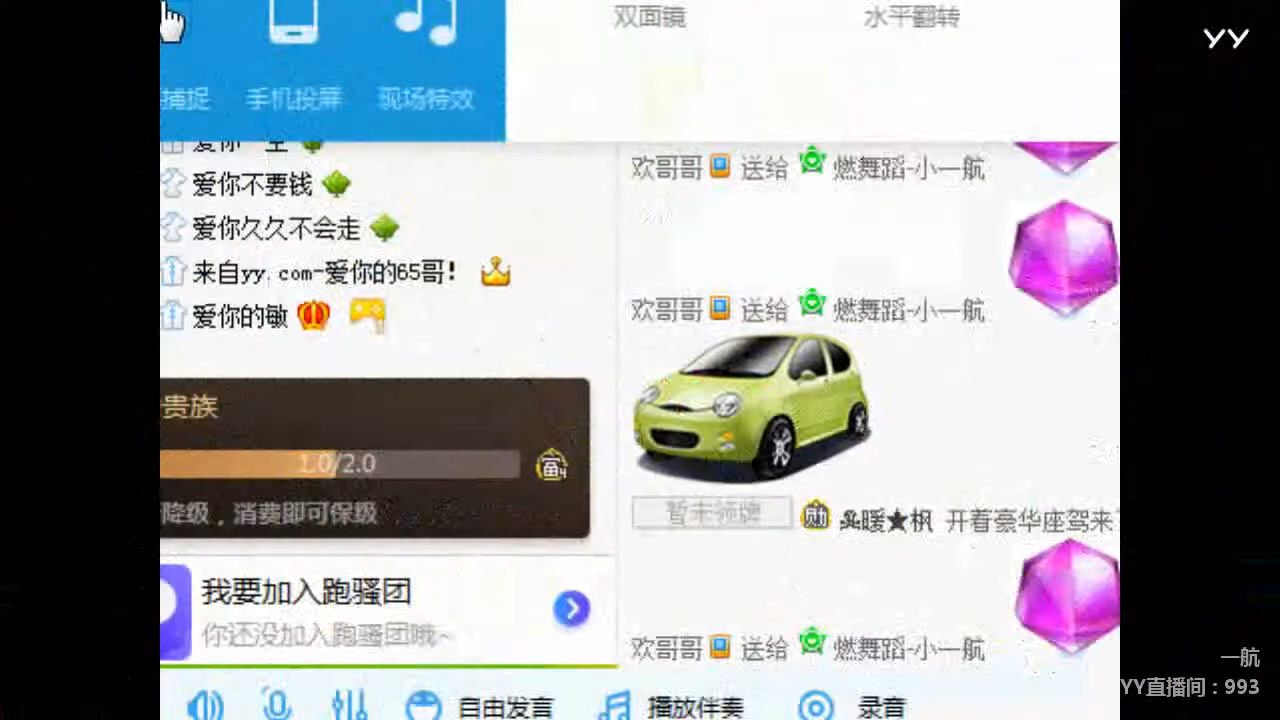 YY
双面镜 水平翻转
捕捉 手机投屏 现场特效
爱你一生
爱你不要钱
爱你久久不会走
来自yy.com-爱你的65哥!
爱你的敏
欢哥哥 送给 燃舞蹈-小一航
欢哥哥 送给 燃舞蹈-小一航
贵族
1.0/2.0
富4
降级，消费即可保级
暂未领牌 勋 暖★枫 开着豪华座驾来
我要加入跑骚团
你还没加入跑骚团哦~
欢哥哥 送给 燃舞蹈-小一航
自由发言 播放伴奏 录音
一航
YY直播间：993